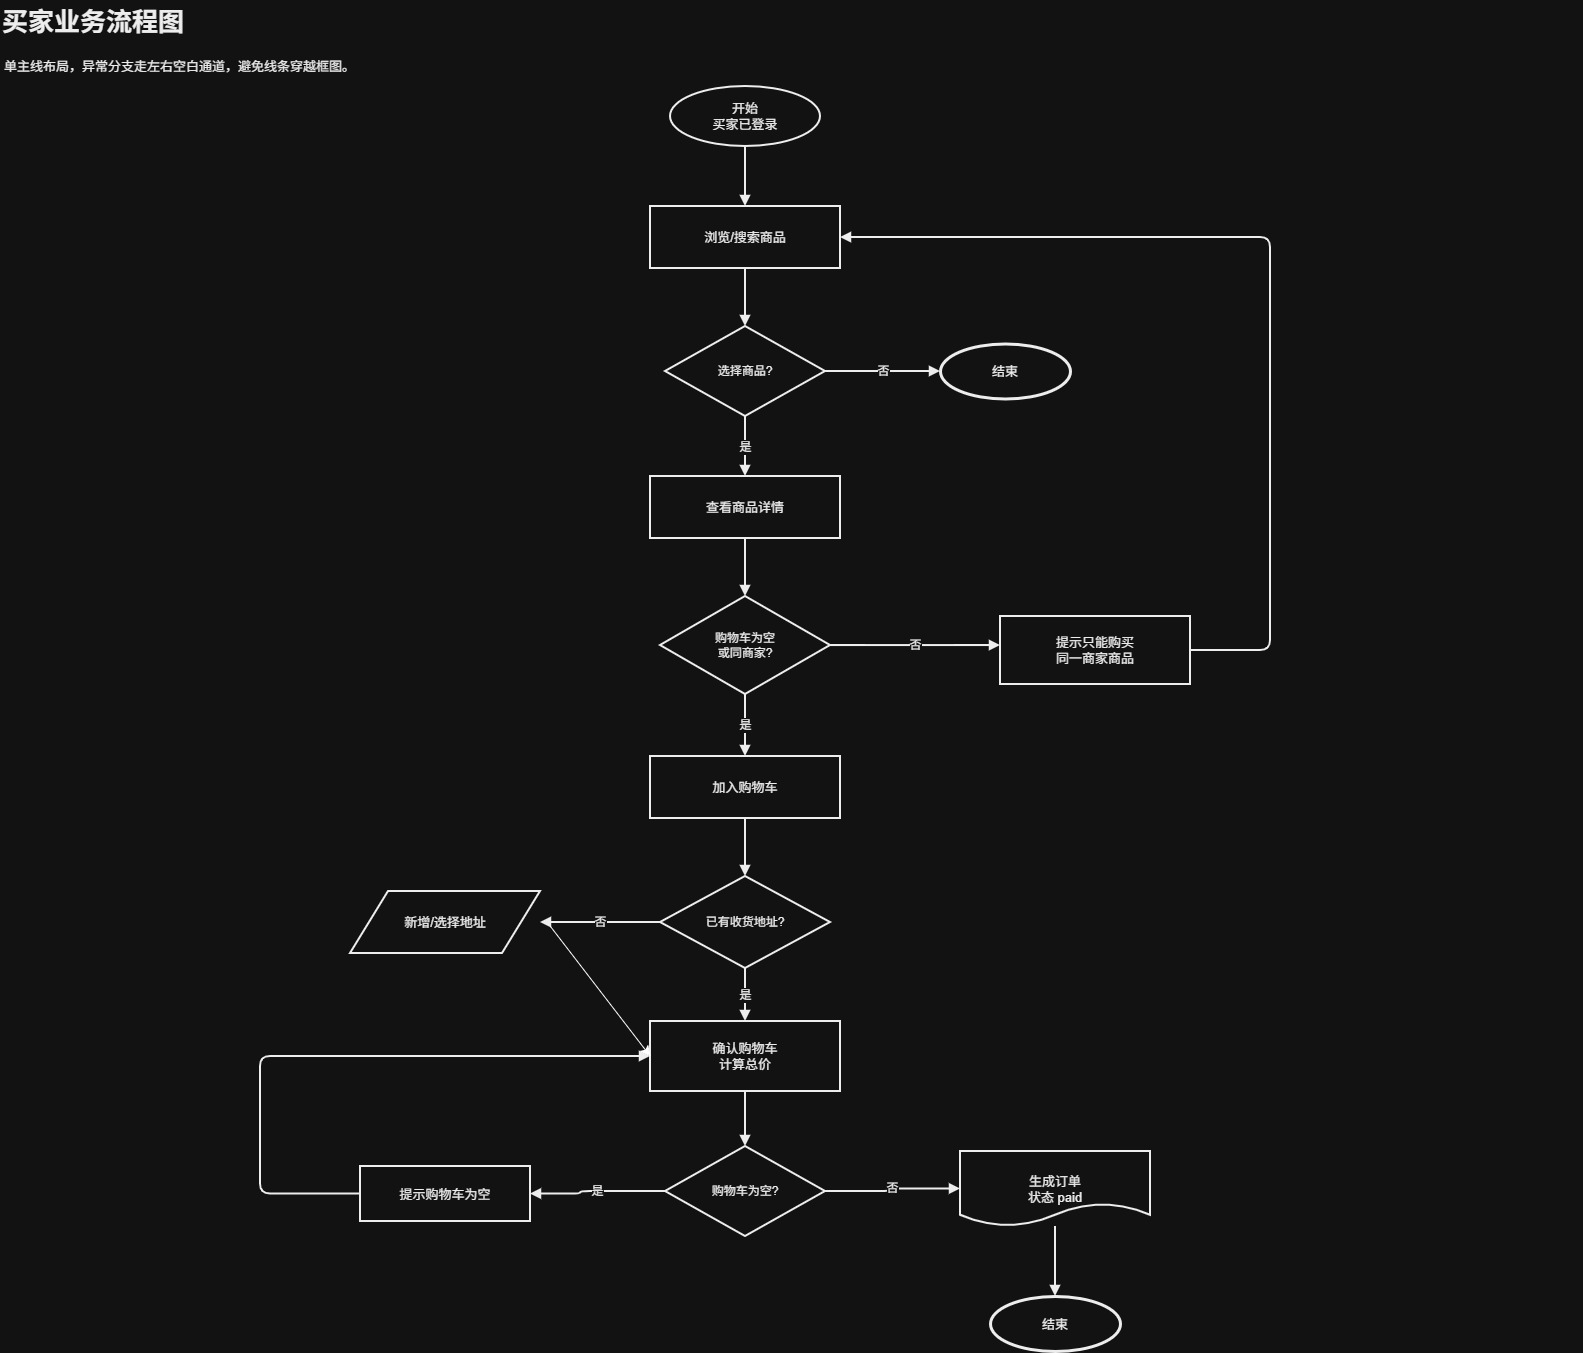 买家业务流程图
单主线布局，异常分支走左右空白通道，避免线条穿越框图。
开始
买家已登录
浏览/搜索商品
选择商品?
否
结束
是
查看商品详情
购物车为空
或同商家?
否
提示只能购买
同一商家商品
是
加入购物车
新增/选择地址
否
已有收货地址?
是
确认购物车
计算总价
提示购物车为空
是
购物车为空?
否
生成订单
状态 paid
结束